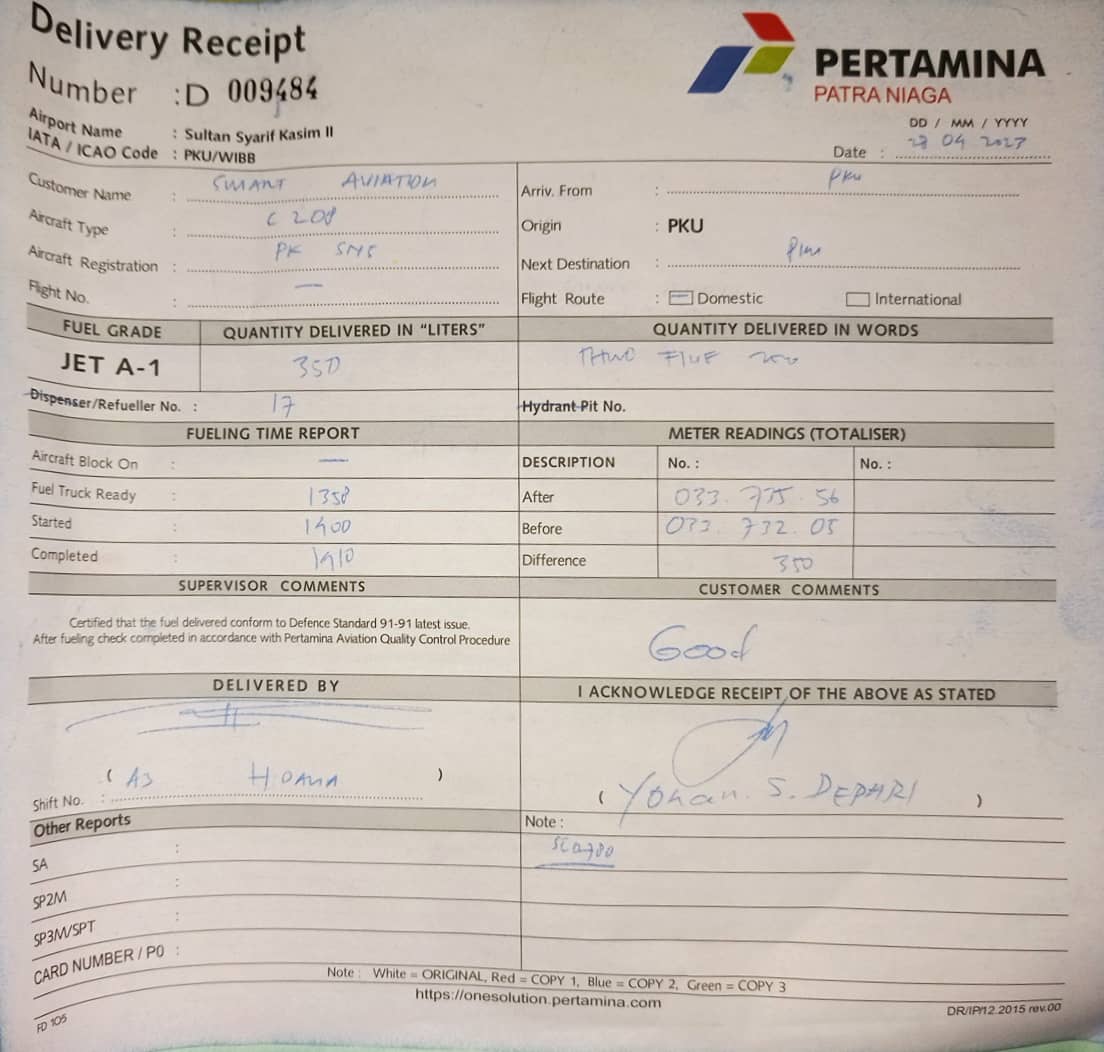 Delivery Receipt
PERTAMINA
PATRA NIAGA
Number : D 009484
Airport Name : Sultan Syarif Kasim II
IATA / ICAO Code : PKU/WIBB
DD / MM / YYYY
Date : 04 2023
Customer Name : SMART AVIATION
Arriv. From : PKU
Aircraft Type : C 208
Origin : PKU
Aircraft Registration : PK SMS
Next Destination : PKU
Flight No. : —
Flight Route : Domestic International
FUEL GRADE QUANTITY DELIVERED IN "LITERS" QUANTITY DELIVERED IN WORDS
JET A-1 350 FIVE
Dispenser/Refueller No. : 17 Hydrant Pit No.
FUELING TIME REPORT METER READINGS (TOTALISER)
Aircraft Block On : — DESCRIPTION No. : No. :
Fuel Truck Ready : 1358 After 033.735.56
Started : 1400 Before 033.732.05
Completed : 1410 Difference 350
SUPERVISOR COMMENTS CUSTOMER COMMENTS
Certified that the fuel delivered conform to Defence Standard 91-91 latest issue.
After fueling check completed in accordance with Pertamina Aviation Quality Control Procedure
Good
DELIVERED BY I ACKNOWLEDGE RECEIPT OF THE ABOVE AS STATED
( )
Shift No. :
( Yohan. S. DEPARI )
Other Reports Note :
SA :
SP2M :
SP3M/SPT :
CARD NUMBER / PO :
Note : White = ORIGINAL, Red = COPY 1, Blue = COPY 2, Green = COPY 3
https://onesolution.pertamina.com
FD 105
DR/IP/12.2015 rev.00